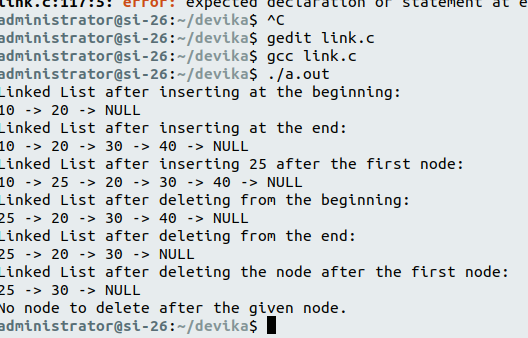 link.c:117:5: error: expected declaration or statement at e
administrator@si-26:~/devika$ ^C
administrator@si-26:~/devika$ gedit link.c
administrator@si-26:~/devika$ gcc link.c
administrator@si-26:~/devika$ ./a.out
Linked List after inserting at the beginning:
10 -> 20 -> NULL
Linked List after inserting at the end:
10 -> 20 -> 30 -> 40 -> NULL
Linked List after inserting 25 after the first node:
10 -> 25 -> 20 -> 30 -> 40 -> NULL
Linked List after deleting from the beginning:
25 -> 20 -> 30 -> 40 -> NULL
Linked List after deleting from the end:
25 -> 20 -> 30 -> NULL
Linked List after deleting the node after the first node:
25 -> 30 -> NULL
No node to delete after the given node.
administrator@si-26:~/devika$